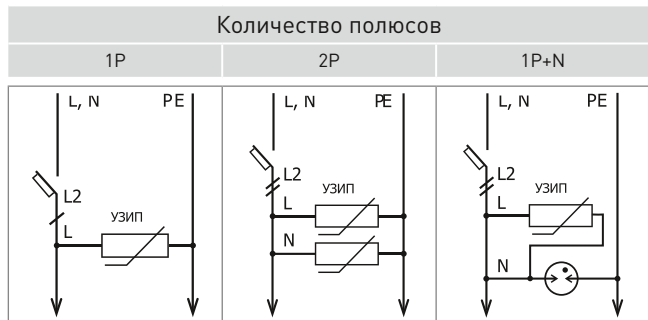 Количество полюсов
1P 2P 1P+N
L, N PE L, N PE L, N PE
L2 L2 L2
УЗИП УЗИП УЗИП
L L L
N N